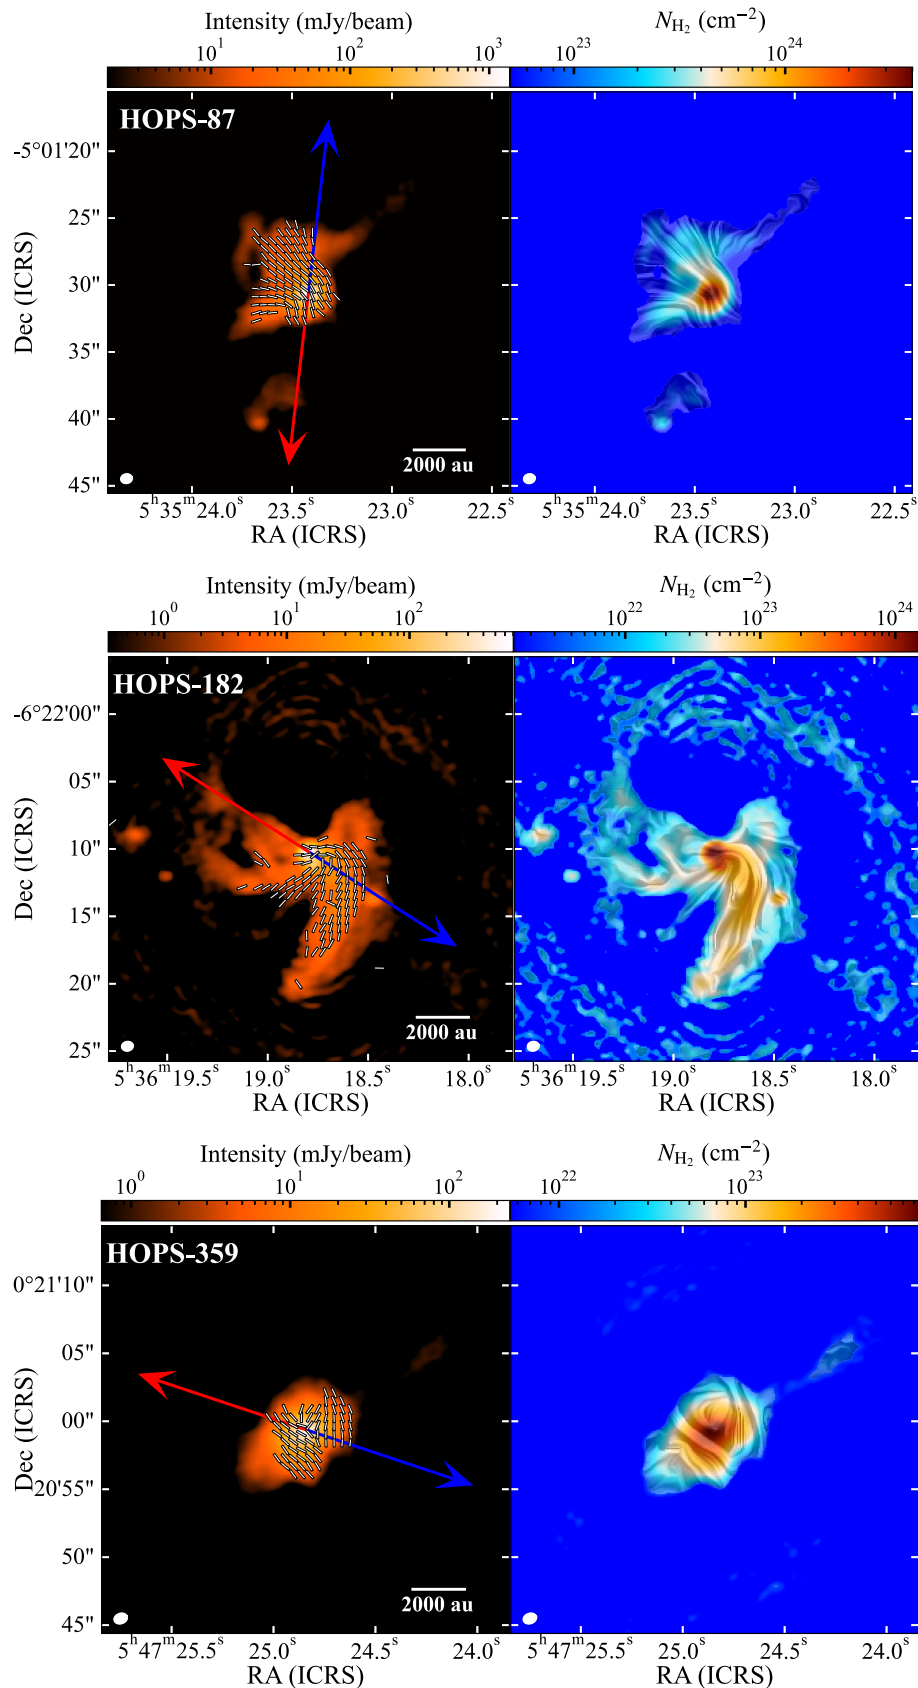 Intensity (mJy/beam) N_H₂ (cm⁻²)
10¹ 10² 10³ 10²³ 10²⁴
HOPS-87
-5°01'20"
25"
30"
35"
40"
45"
Dec (ICRS)
2000 au
5ʰ35ᵐ24.0ˢ 23.5ˢ 23.0ˢ 22.5ˢ 5ʰ35ᵐ24.0ˢ 23.5ˢ 23.0ˢ 22.5ˢ
RA (ICRS) RA (ICRS)
Intensity (mJy/beam) N_H₂ (cm⁻²)
10⁰ 10¹ 10² 10²² 10²³ 10²⁴
HOPS-182
-6°22'00"
05"
10"
15"
20"
25"
Dec (ICRS)
2000 au
5ʰ36ᵐ19.5ˢ 19.0ˢ 18.5ˢ 18.0ˢ 5ʰ36ᵐ19.5ˢ 19.0ˢ 18.5ˢ 18.0ˢ
RA (ICRS) RA (ICRS)
Intensity (mJy/beam) N_H₂ (cm⁻²)
10⁰ 10¹ 10² 10²² 10²³
HOPS-359
0°21'10"
05"
00"
20'55"
50"
45"
Dec (ICRS)
2000 au
5ʰ47ᵐ25.5ˢ 25.0ˢ 24.5ˢ 24.0ˢ 5ʰ47ᵐ25.5ˢ 25.0ˢ 24.5ˢ 24.0ˢ
RA (ICRS) RA (ICRS)